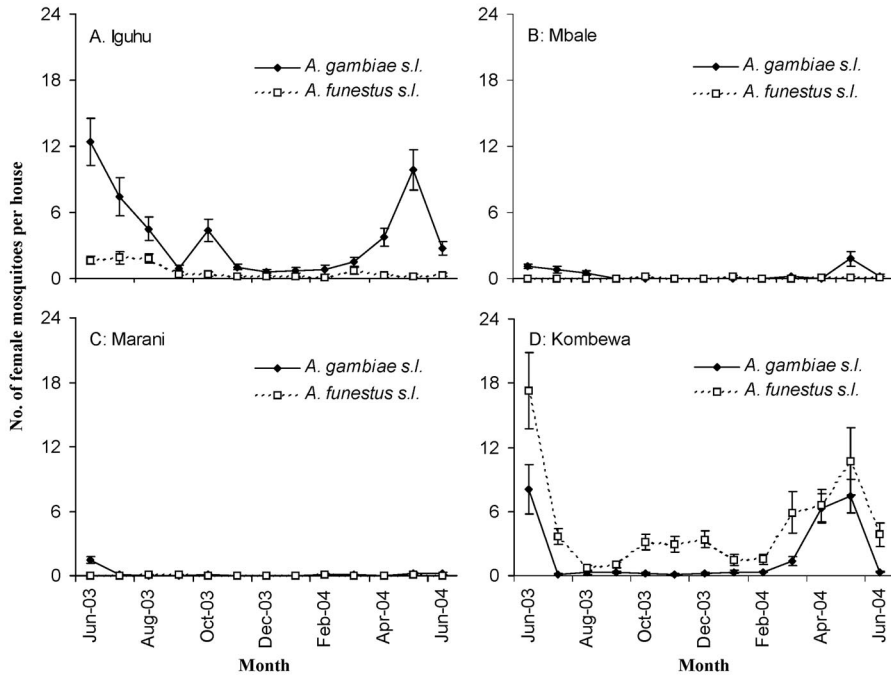 No. of female mosquitoes per house
24
18
12
6
0
A. Iguhu
A. gambiae s.l.
A. funestus s.l.
24
18
12
6
0
B: Mbale
A. gambiae s.l.
A. funestus s.l.
24
18
12
6
0
C: Marani
A. gambiae s.l.
A. funestus s.l.
Jun-03
Aug-03
Oct-03
Dec-03
Feb-04
Apr-04
Jun-04
Month
24
18
12
6
0
D: Kombewa
A. gambiae s.l.
A. funestus s.l.
Jun-03
Aug-03
Oct-03
Dec-03
Feb-04
Apr-04
Jun-04
Month